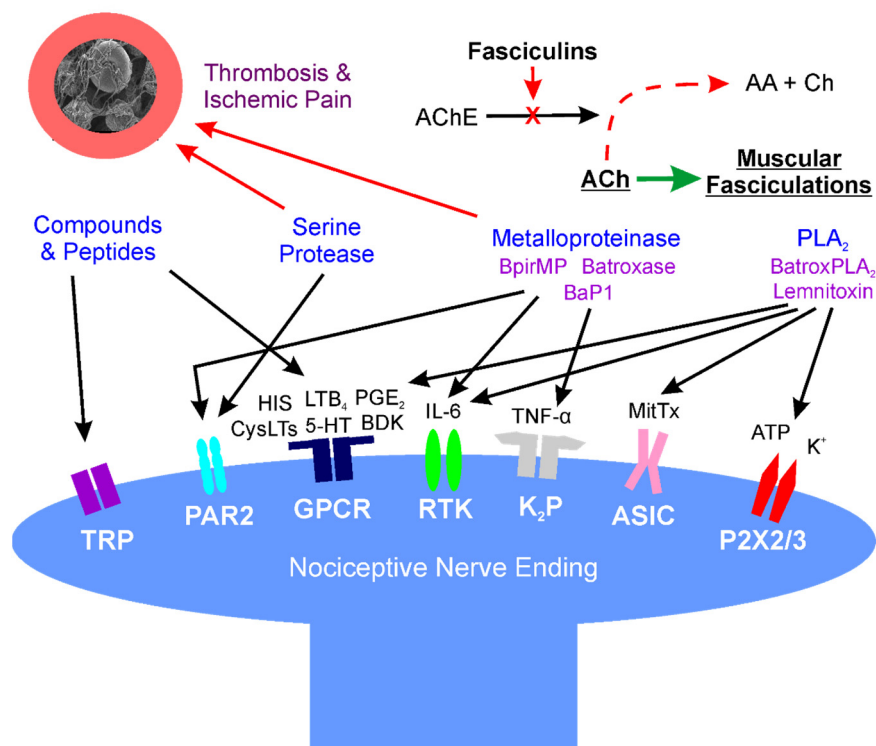 Thrombosis &
Ischemic Pain
Fasciculins
AChE
X
AA + Ch
ACh
Muscular
Fasciculations
Compounds
& Peptides
Serine
Protease
Metalloproteinase
BpirMP Batroxase
BaP1
PLA₂
BatroxPLA₂
Lemnitoxin
HIS LTB₄ PGE₂
CysLTs 5-HT BDK
IL-6
TNF-α
MitTx
ATP
K⁺
TRP
PAR2
GPCR
RTK
K₂P
ASIC
P2X2/3
Nociceptive Nerve Ending